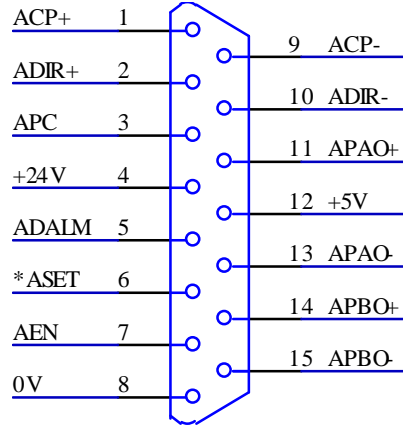 ACP+ 1
9 ACP-
ADIR+ 2
10 ADIR-
APC 3
11 APAO+
+24V 4
12 +5V
ADALM 5
13 APAO-
*ASET 6
14 APBO+
AEN 7
15 APBO-
0V 8